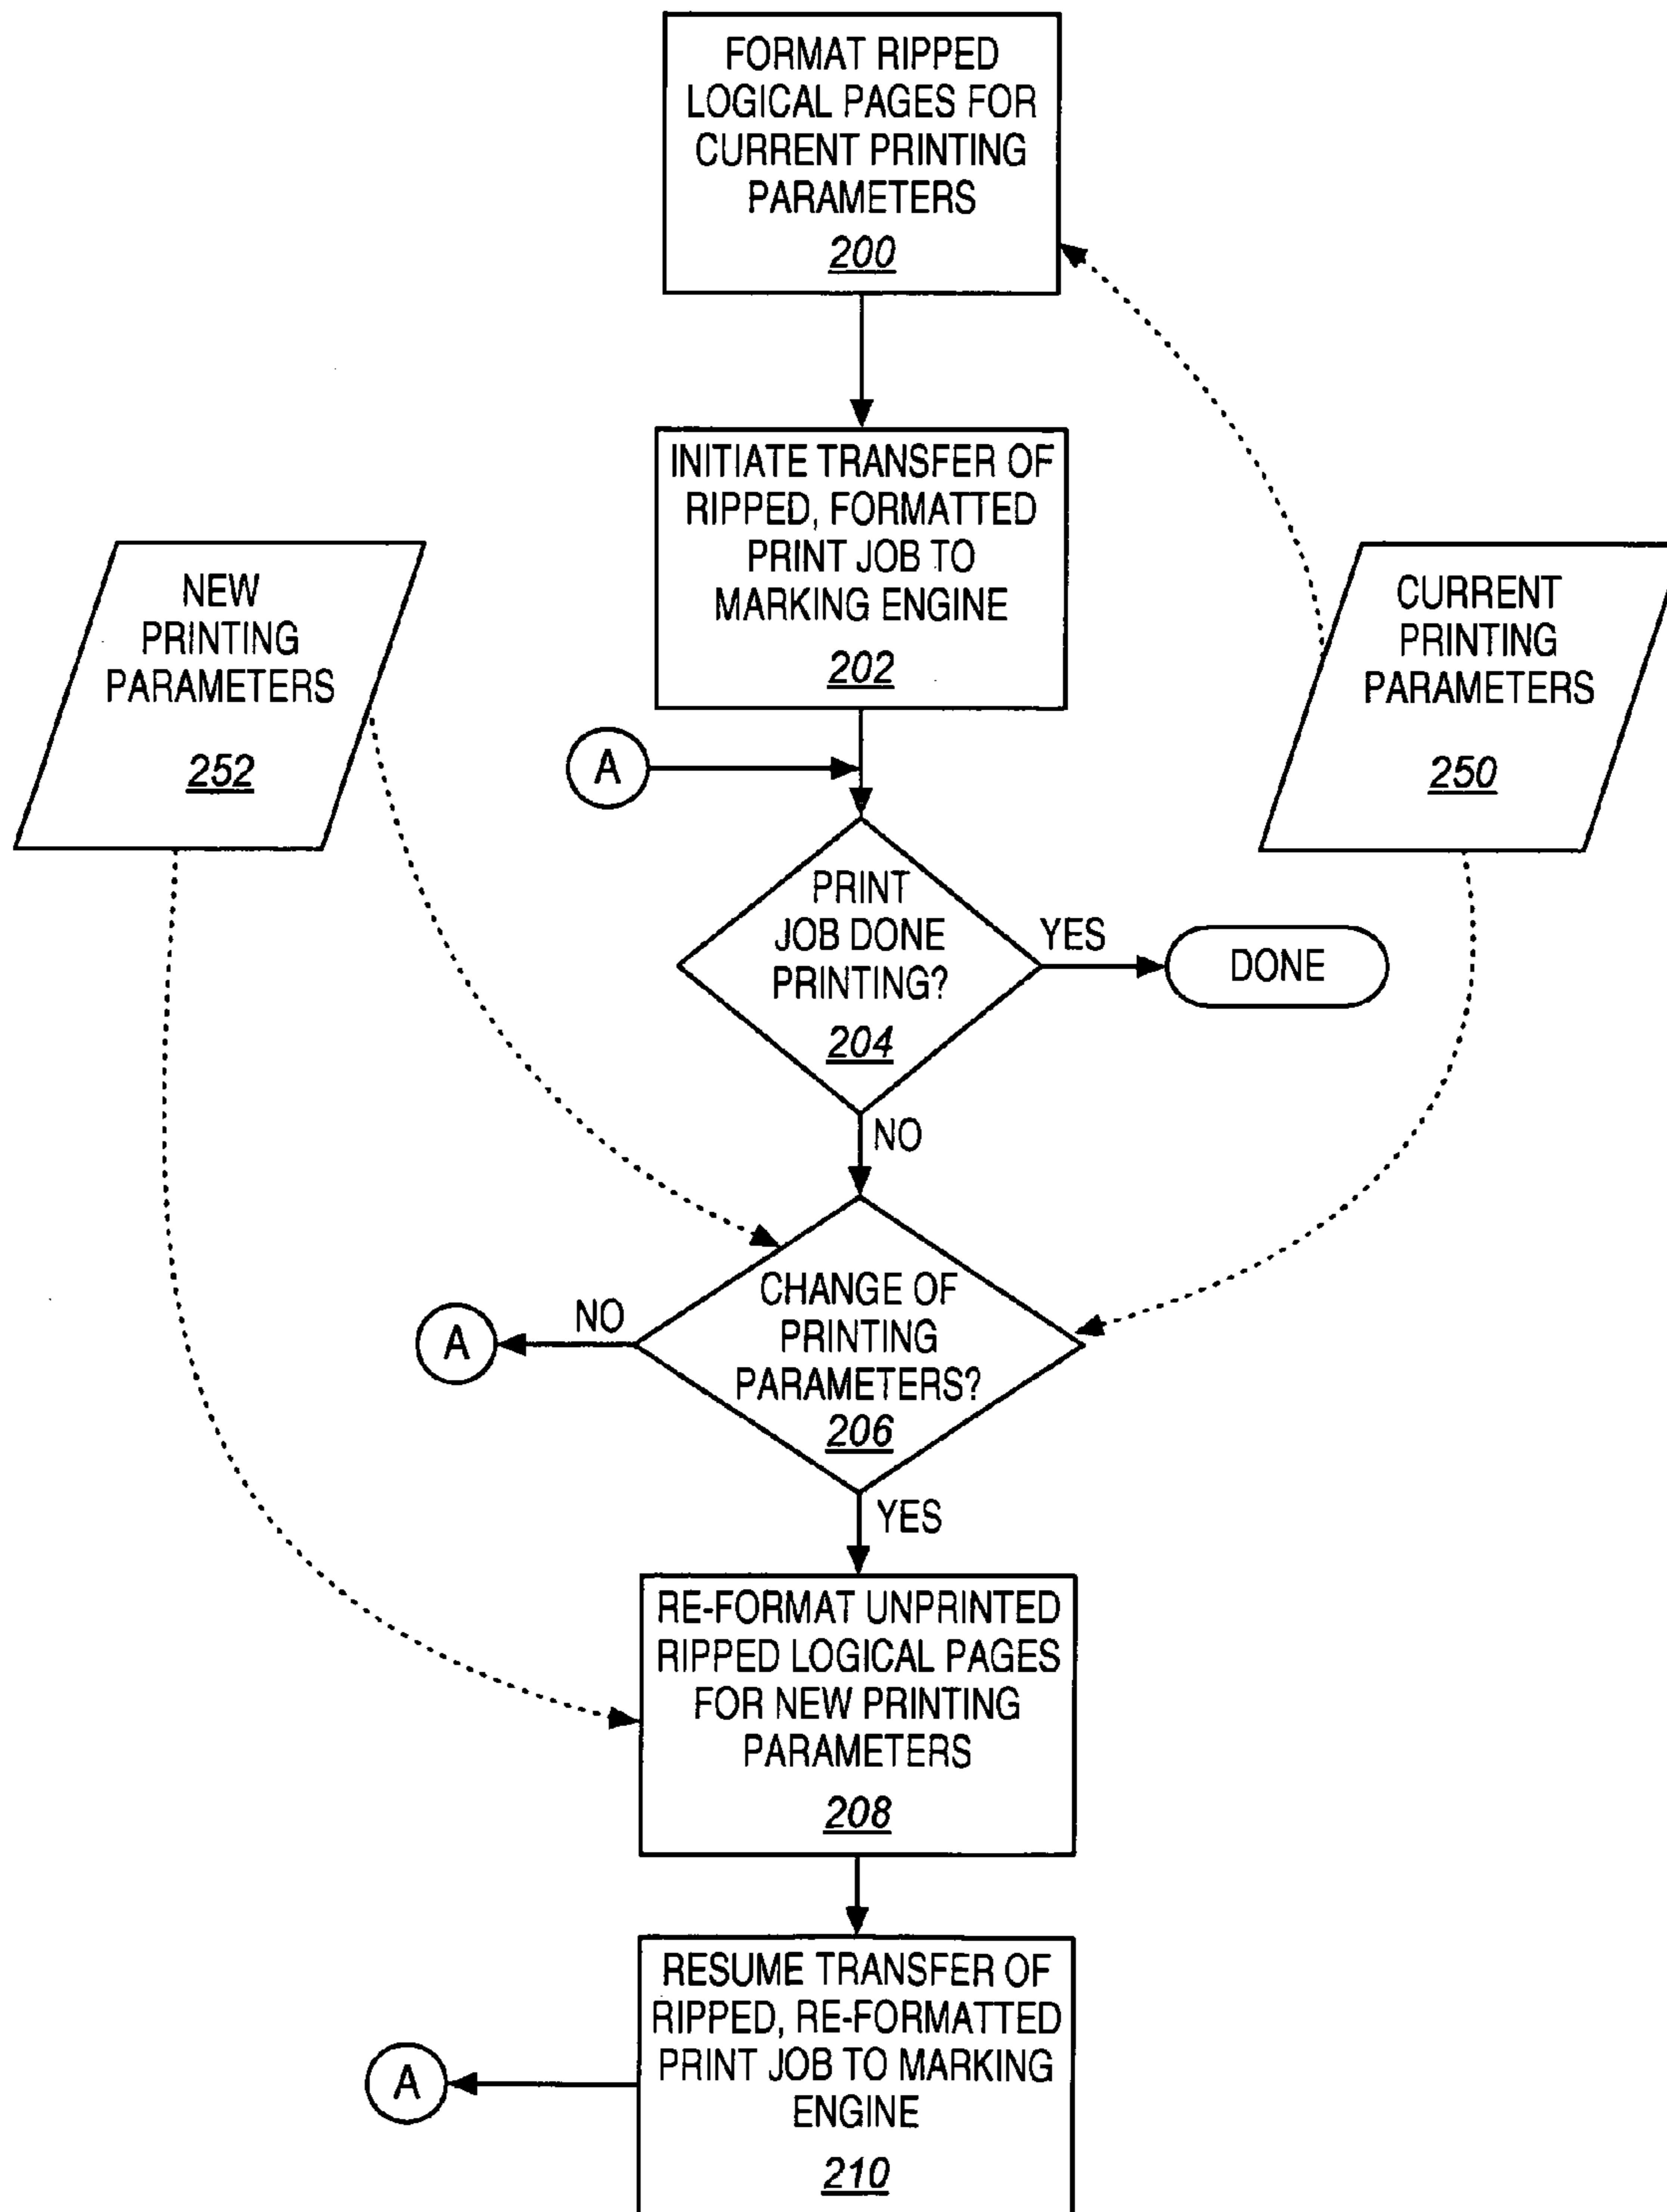 FORMAT RIPPED
LOGICAL PAGES FOR
CURRENT PRINTING
PARAMETERS
200
INITIATE TRANSFER OF
RIPPED, FORMATTED
PRINT JOB TO
MARKING ENGINE
202
NEW
PRINTING
PARAMETERS
252
CURRENT
PRINTING
PARAMETERS
250
A
PRINT
JOB DONE
PRINTING?
204
YES
DONE
NO
CHANGE OF
PRINTING
PARAMETERS?
206
NO
A
YES
RE-FORMAT UNPRINTED
RIPPED LOGICAL PAGES
FOR NEW PRINTING
PARAMETERS
208
RESUME TRANSFER OF
RIPPED, RE-FORMATTED
PRINT JOB TO MARKING
ENGINE
210
A